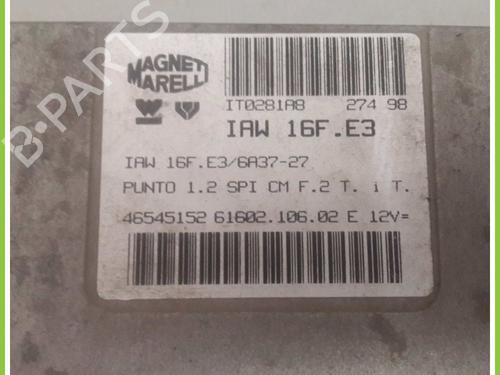 MAGNETI MARELLI
IT0281A8 274 98
IAW 16F.E3
IAW 16F.E3/6A37-27
PUNTO 1.2 SPI CM F.2 T. 1 T.
46545152 61602.106.02 E 12V=
B-PARTS